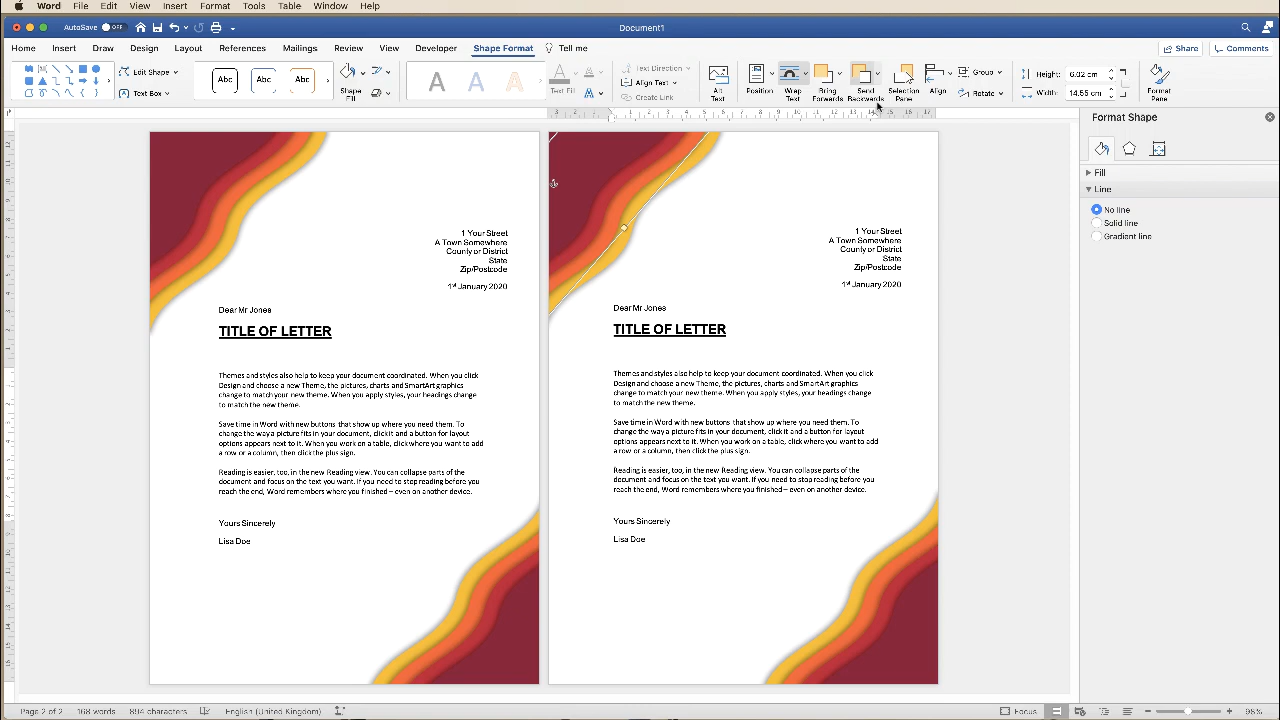 Word File Edit View Insert Format Tools Table Window Help
AutoSave OFF Document1
Home Insert Draw Design Layout References Mailings Review View Developer Shape Format Tell me Share Comments
Edit Shape Text Box Abc Abc Abc Shape Fill A A A Text Fill Text Direction Align Text Create Link Alt Text Position Wrap Text Bring Forwards Send Backwards Selection Pane Align Group Rotate Height: 6.02 cm Width: 14.55 cm Format Pane
Format Shape
Fill
Line
No line
Solid line
Gradient line
1 Your Street
A Town Somewhere
County or District
State
Zip/Postcode
1st January 2020
Dear Mr Jones
TITLE OF LETTER
Themes and styles also help to keep your document coordinated. When you click
Design and choose a new Theme, the pictures, charts and SmartArt graphics
change to match your new theme. When you apply styles, your headings change
to match the new theme.
Save time in Word with new buttons that show up where you need them. To
change the way a picture fits in your document, click it and a button for layout
options appears next to it. When you work on a table, click where you want to add
a row or a column, then click the plus sign.
Reading is easier, too, in the new Reading view. You can collapse parts of the
document and focus on the text you want. If you need to stop reading before you
reach the end, Word remembers where you finished – even on another device.
Yours Sincerely
Lisa Doe
1 Your Street
A Town Somewhere
County or District
State
Zip/Postcode
1st January 2020
Dear Mr Jones
TITLE OF LETTER
Themes and styles also help to keep your document coordinated. When you click
Design and choose a new Theme, the pictures, charts and SmartArt graphics
change to match your new theme. When you apply styles, your headings change
to match the new theme.
Save time in Word with new buttons that show up where you need them. To
change the way a picture fits in your document, click it and a button for layout
options appears next to it. When you work on a table, click where you want to add
a row or a column, then click the plus sign.
Reading is easier, too, in the new Reading view. You can collapse parts of the
document and focus on the text you want. If you need to stop reading before you
reach the end, Word remembers where you finished – even on another device.
Yours Sincerely
Lisa Doe
Page 2 of 2 168 words 894 characters English (United Kingdom) Focus 98%